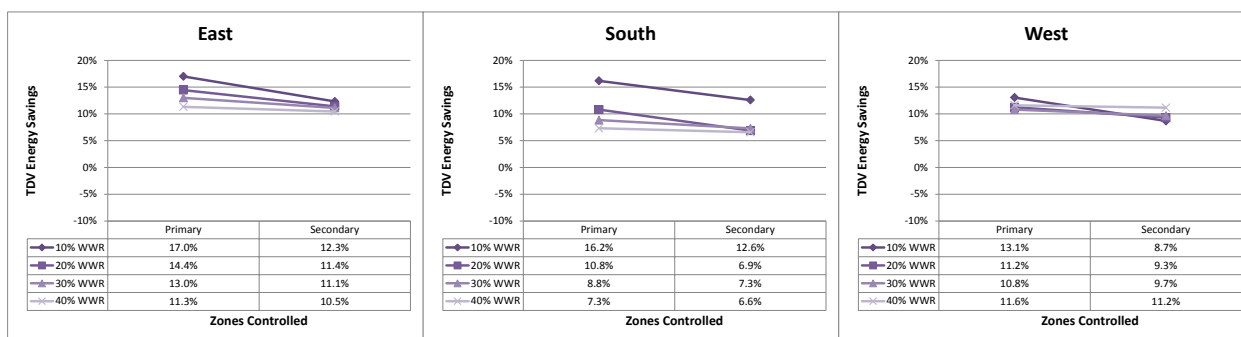 East
TDV Energy Savings
20%
15%
10%
5%
0%
-5%
-10%
Primary Secondary
10% WWR 17.0% 12.3%
20% WWR 14.4% 11.4%
30% WWR 13.0% 11.1%
40% WWR 11.3% 10.5%
Zones Controlled
South
TDV Energy Savings
20%
15%
10%
5%
0%
-5%
-10%
Primary Secondary
10% WWR 16.2% 12.6%
20% WWR 10.8% 6.9%
30% WWR 8.8% 7.3%
40% WWR 7.3% 6.6%
Zones Controlled
West
TDV Energy Savings
20%
15%
10%
5%
0%
-5%
-10%
Primary Secondary
10% WWR 13.1% 8.7%
20% WWR 11.2% 9.3%
30% WWR 10.8% 9.7%
40% WWR 11.6% 11.2%
Zones Controlled